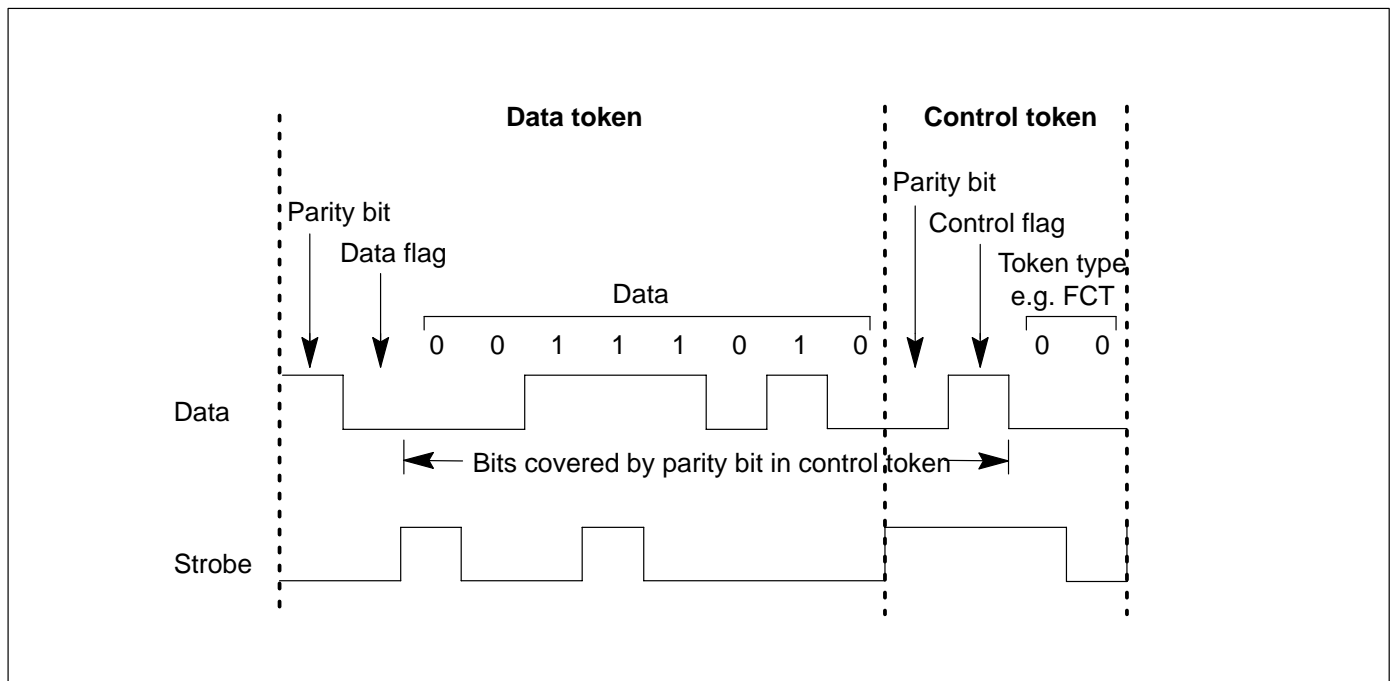 Data token
Control token
Parity bit
Parity bit
Data flag
Control flag
Token type
e.g. FCT
Data
0 0 1 1 1 0 1 0
0 0
Data
Bits covered by parity bit in control token
Strobe